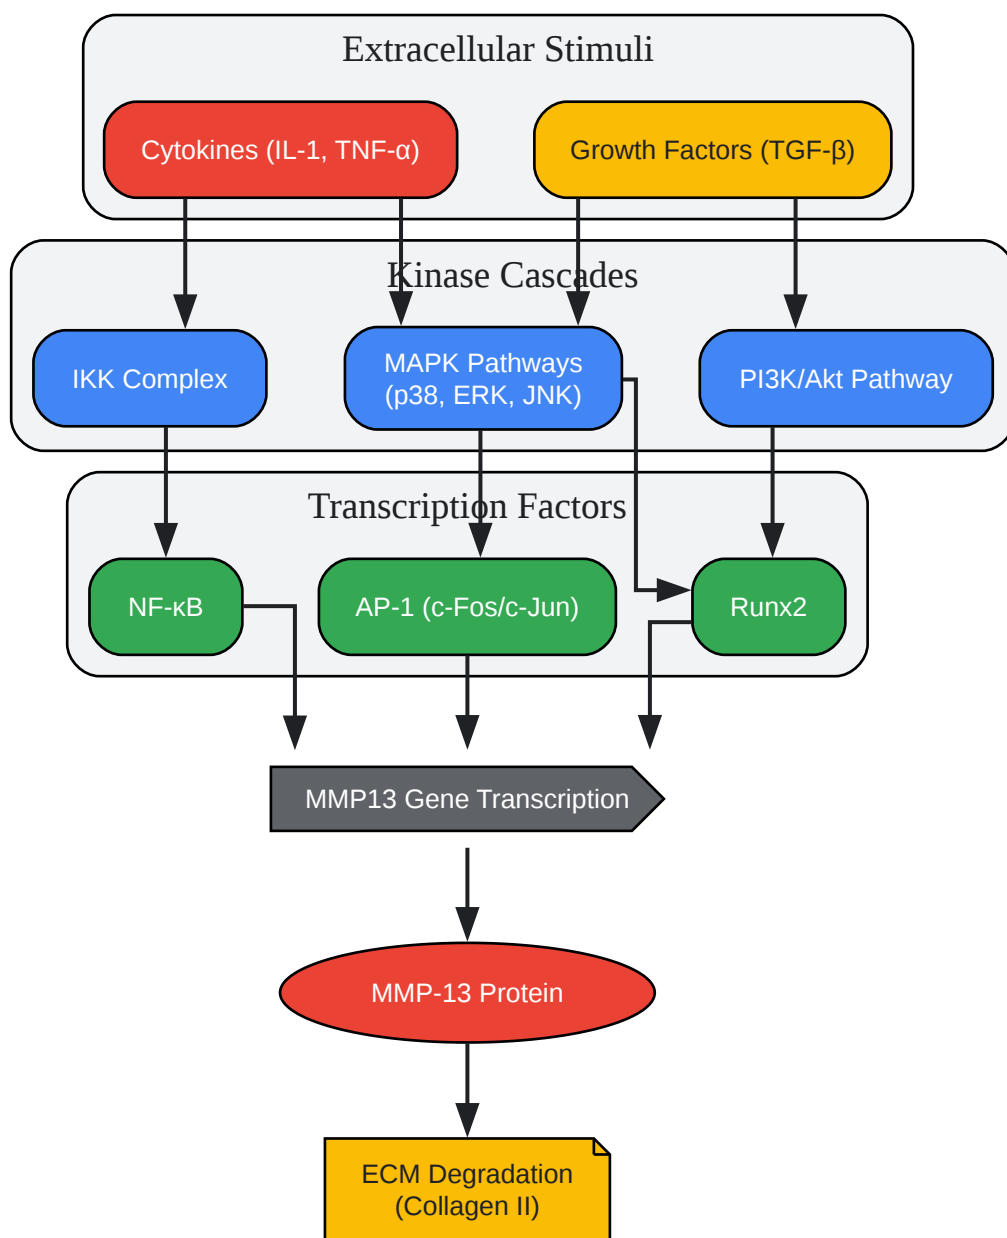 Extracellular Stimuli
Cytokines (IL-1, TNF-α)
Growth Factors (TGF-β)
Kinase Cascades
IKK Complex
MAPK Pathways
(p38, ERK, JNK)
PI3K/Akt Pathway
Transcription Factors
NF-κB
AP-1 (c-Fos/c-Jun)
Runx2
MMP13 Gene Transcription
MMP-13 Protein
ECM Degradation
(Collagen II)